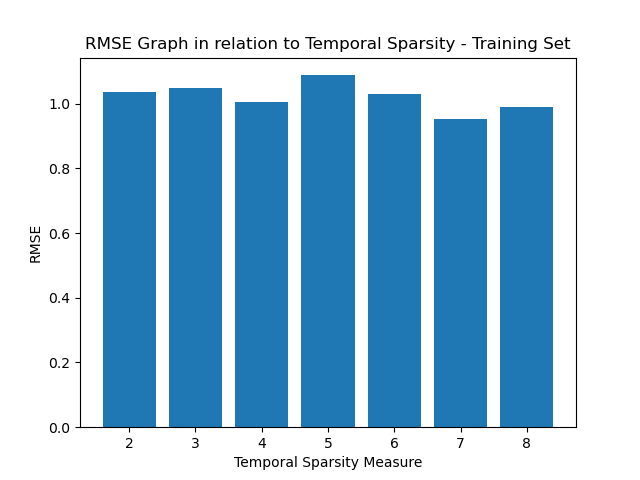 RMSE Graph in relation to Temporal Sparsity - Training Set
1.0
0.8
0.6
0.4
0.2
0.0
RMSE
2 3 4 5 6 7 8
Temporal Sparsity Measure